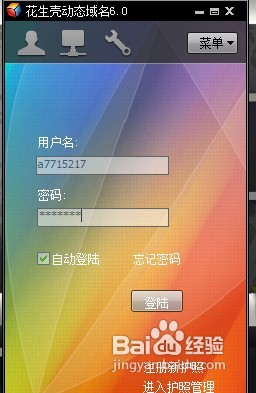 花生壳动态域名6.0
菜单
用户名:
a7715217
密码:
*******
自动登陆 忘记密码
登陆
Baidu经验
jingyan.baidu.com
注册新护照
进入护照管理